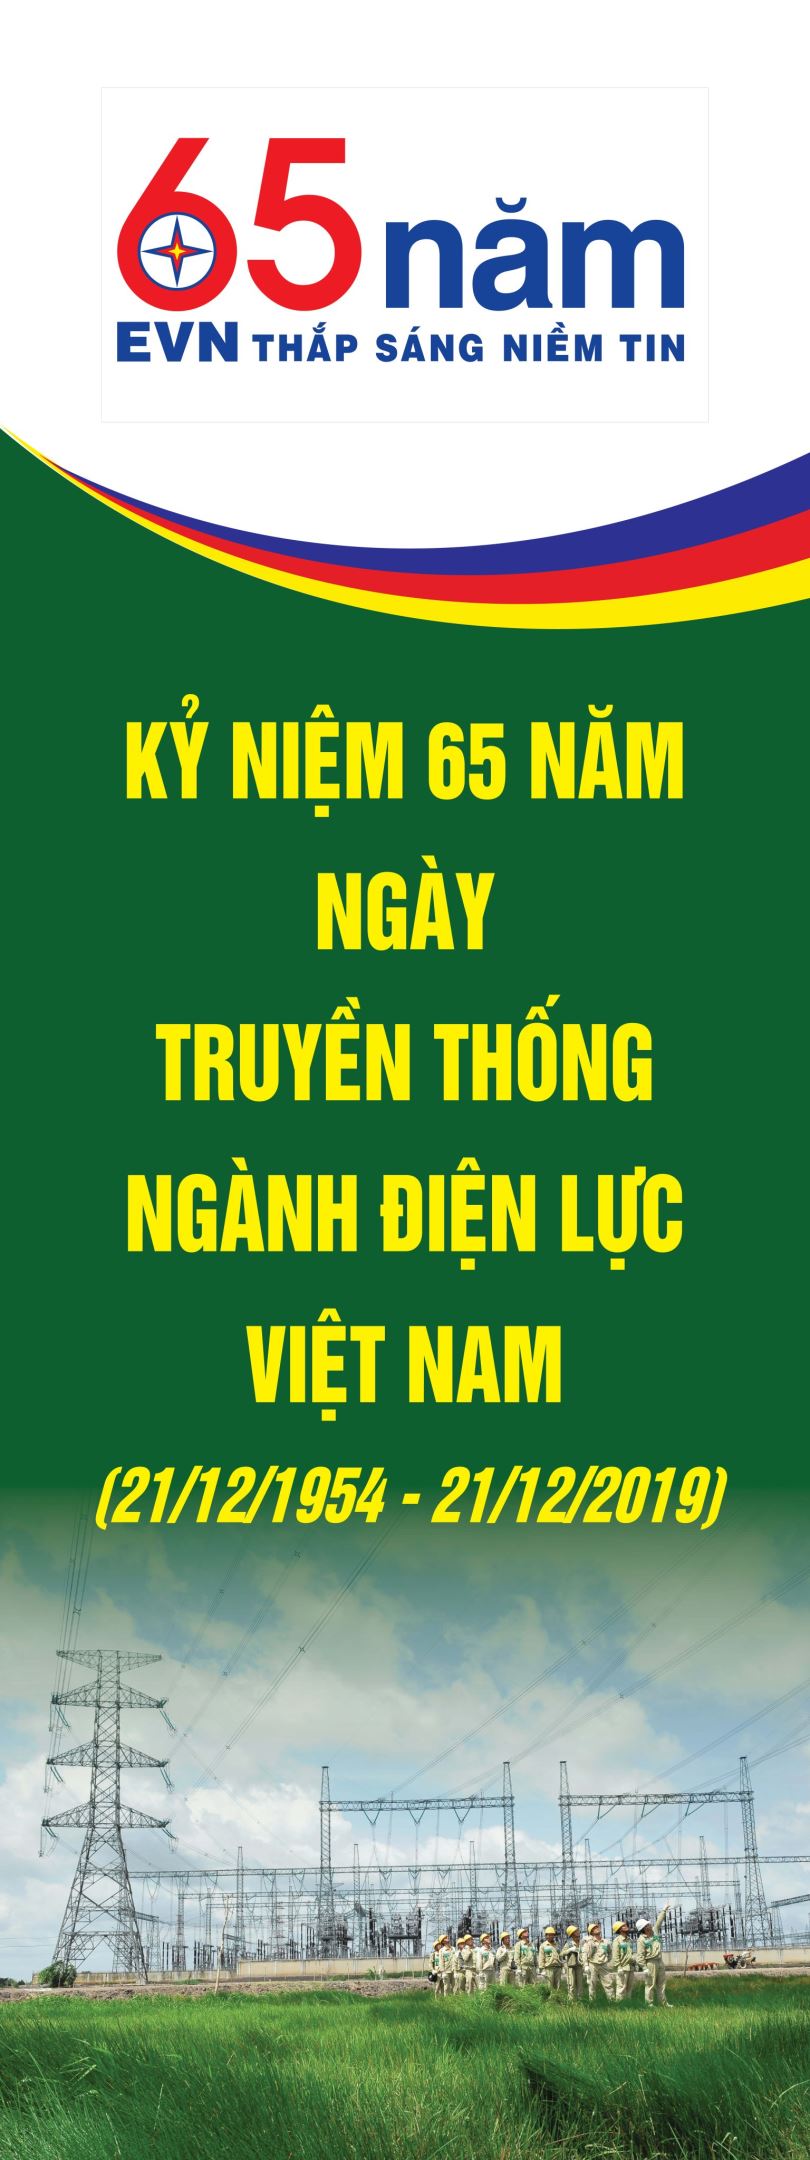 65 năm
EVN THẮP SÁNG NIỀM TIN
KỶ NIỆM 65 NĂM
NGÀY
TRUYỀN THỐNG
NGÀNH ĐIỆN LỰC
VIỆT NAM
(21/12/1954 - 21/12/2019)